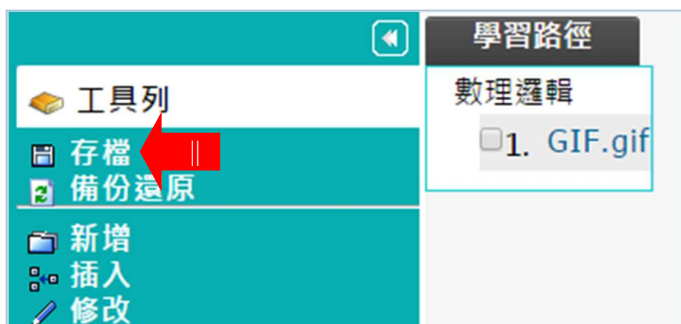 學習路徑
工具列
數理邏輯
1. GIF.gif
存檔
備份還原
新增
插入
修改